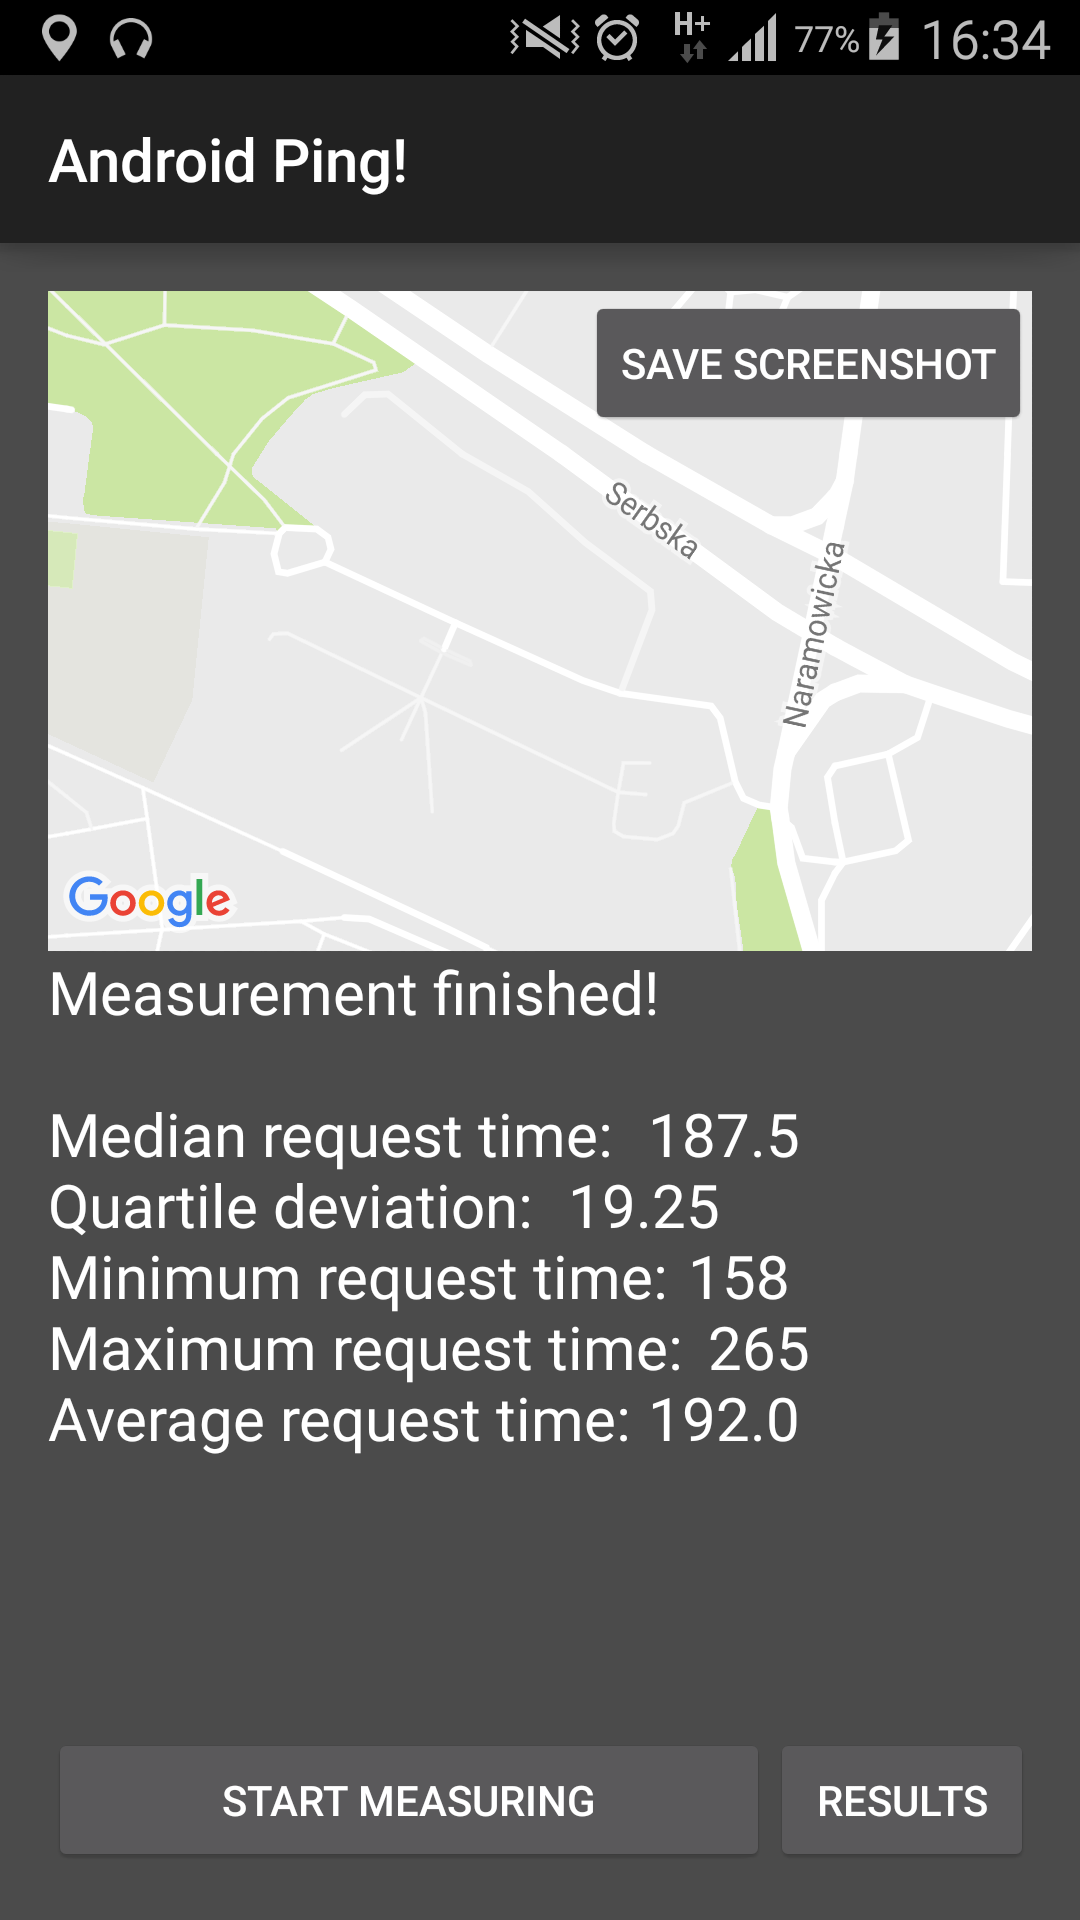 H+ 77% 16:34
Android Ping!
SAVE SCREENSHOT
Serbska
Naramowicka
Google
Measurement finished!
Median request time: 187.5
Quartile deviation: 19.25
Minimum request time: 158
Maximum request time: 265
Average request time: 192.0
START MEASURING
RESULTS